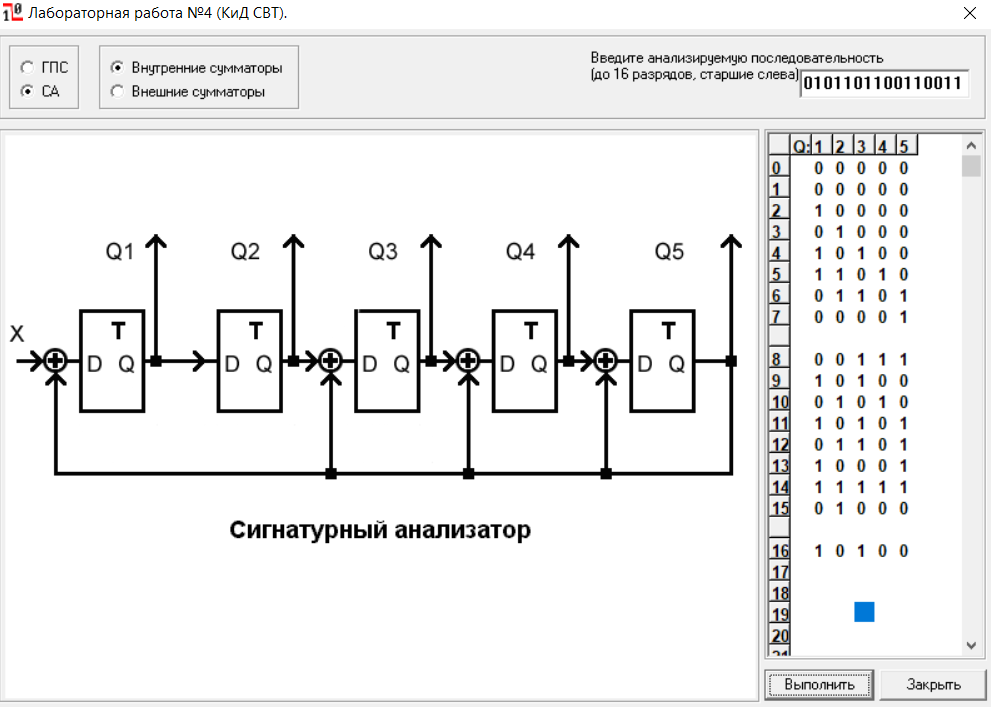 Лабораторная работа №4 (КиД СВТ).
ГПС
СА
Внутренние сумматоры
Внешние сумматоры
Введите анализируемую последовательность
(до 16 разрядов, старшие слева)
0101101100110011
Q1 Q2 Q3 Q4 Q5
X
T T T T T
D Q D Q D Q D Q D Q
Сигнатурный анализатор
Q: 1 2 3 4 5
0 0 0 0 0 0
1 0 0 0 0 0
2 1 0 0 0 0
3 0 1 0 0 0
4 1 0 1 0 0
5 1 1 0 1 0
6 0 1 1 0 1
7 0 0 0 0 1
8 0 0 1 1 1
9 1 0 1 0 0
10 0 1 0 1 0
11 1 0 1 0 1
12 0 1 1 0 1
13 1 0 0 0 1
14 1 1 1 1 1
15 0 1 0 0 0
16 1 0 1 0 0
17
18
19
20
21
Выполнить
Закрыть